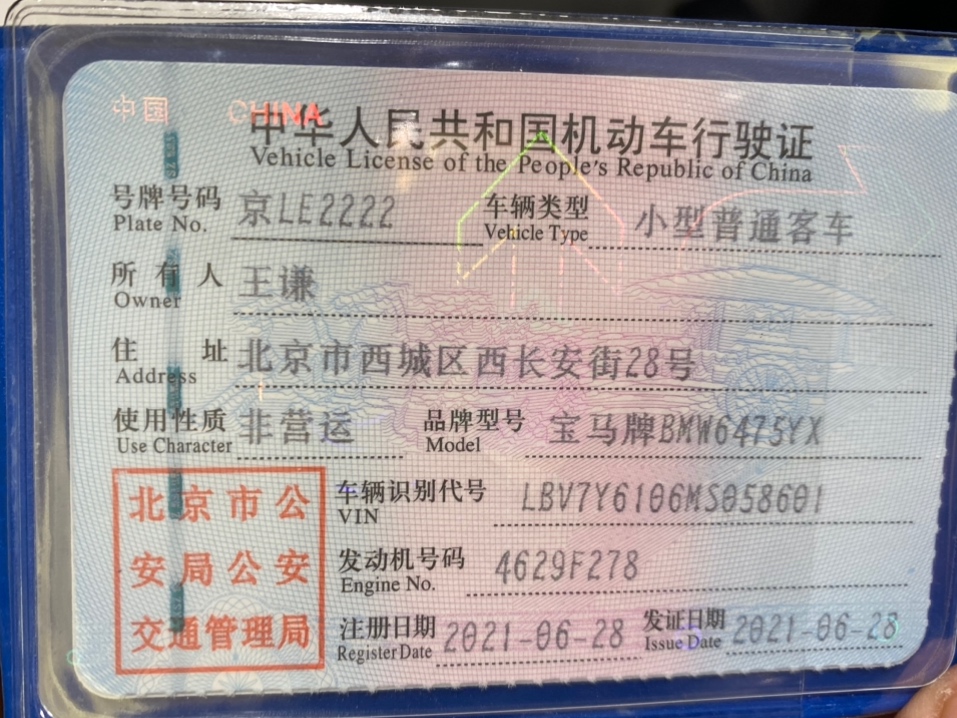 中国 CHINA
中华人民共和国机动车行驶证
Vehicle License of the People's Republic of China
号牌号码 京LE2222 车辆类型 小型普通客车
Plate No. Vehicle Type
所有人 王谦
Owner
住址 北京市西城区西长安街28号
Address
使用性质 非营运 品牌型号 宝马牌BMW6475YX
Use Character Model
北京市公
安局公安
交通管理局
车辆识别代号 LBV7Y6106MS058601
VIN
发动机号码 4629F278
Engine No.
注册日期 2021-06-28 发证日期 2021-06-28
Register Date Issue Date